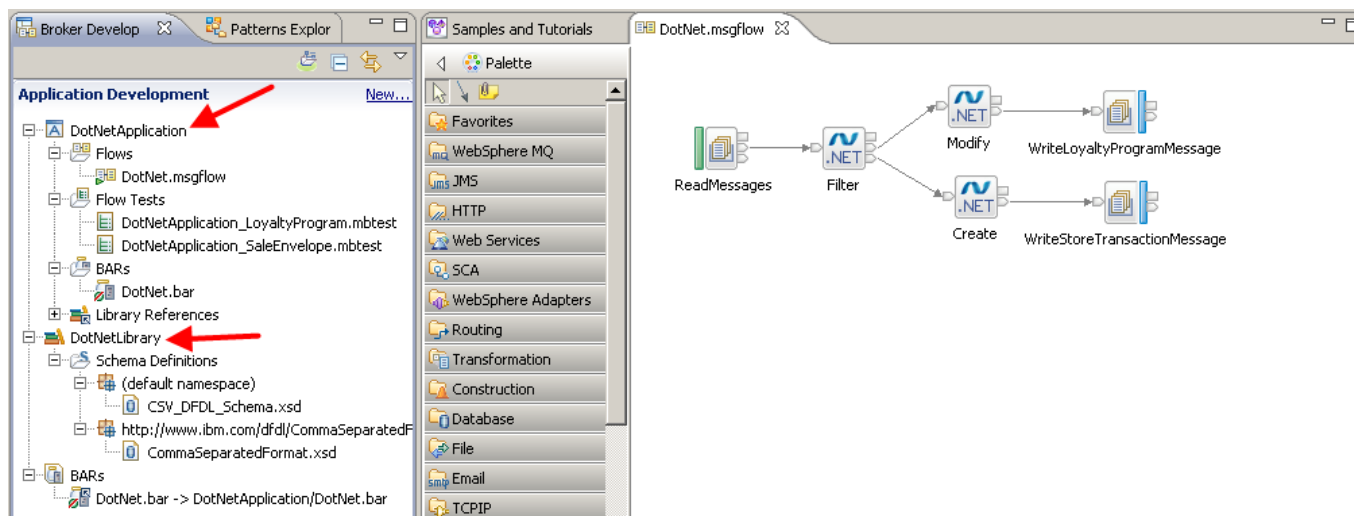 Broker Develop
Patterns Explor
Application Development
New...
DotNetApplication
Flows
DotNet.msgflow
Flow Tests
DotNetApplication_LoyaltyProgram.mbtest
DotNetApplication_SaleEnvelope.mbtest
BARs
DotNet.bar
Library References
DotNetLibrary
Schema Definitions
(default namespace)
CSV_DFDL_Schema.xsd
http://www.ibm.com/dfdl/CommaSeparatedF
CommaSeparatedFormat.xsd
BARs
DotNet.bar -> DotNetApplication/DotNet.bar
Samples and Tutorials
Palette
Favorites
mq
WebSphere MQ
jms
JMS
HTTP
Web Services
SCA
WebSphere Adapters
Routing
Transformation
Construction
Database
File
smtp
Email
TCPIP
DotNet.msgflow
ReadMessages
.NET
Filter
.NET
Modify
WriteLoyaltyProgramMessage
.NET
Create
WriteStoreTransactionMessage